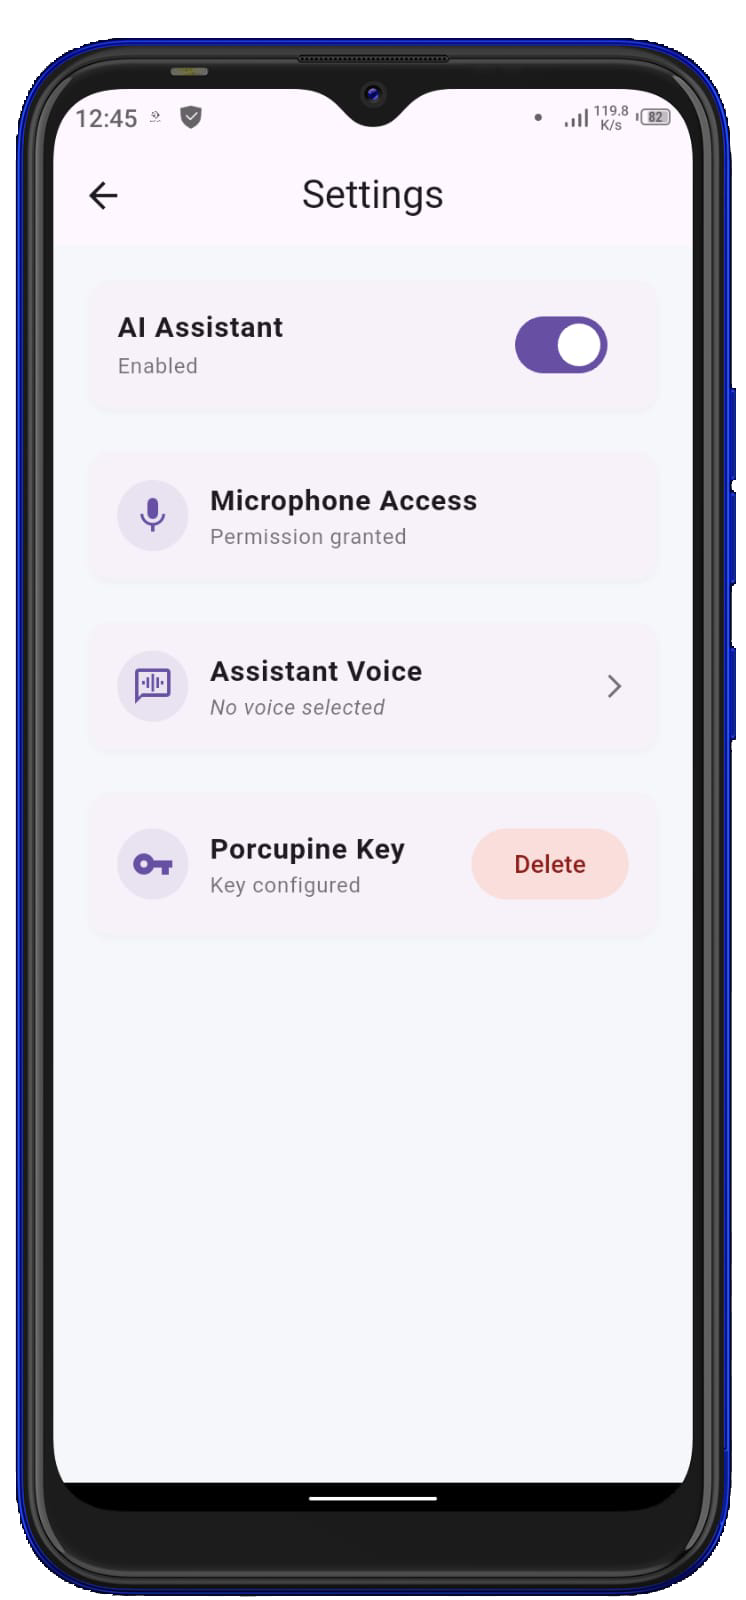 12:45
119.8
K/s
82
Settings
AI Assistant
Enabled
Microphone Access
Permission granted
Assistant Voice
No voice selected
Porcupine Key
Key configured
Delete